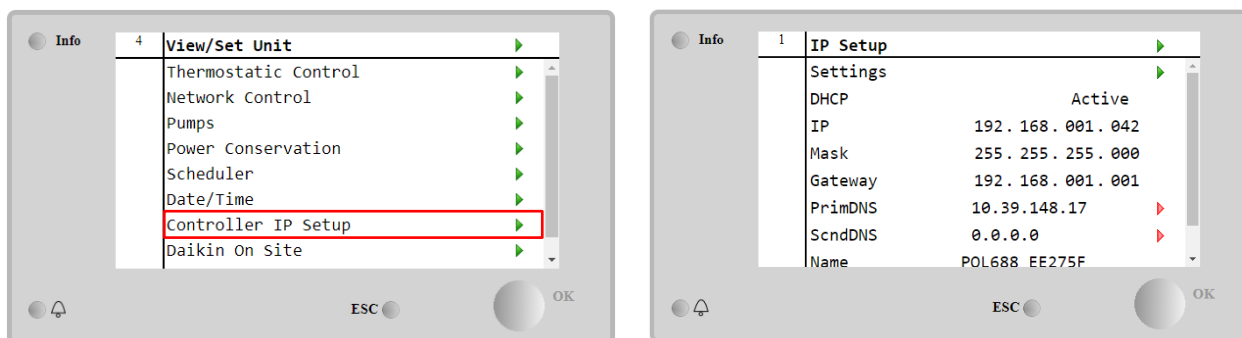 Info
4 View/Set Unit
Thermostatic Control
Network Control
Pumps
Power Conservation
Scheduler
Date/Time
Controller IP Setup
Daikin On Site
ESC
OK
Info
1 IP Setup
Settings
DHCP Active
IP 192.168.001.042
Mask 255.255.255.000
Gateway 192.168.001.001
PrimDNS 10.39.148.17
ScndDNS 0.0.0.0
Name POL688_EE275F
ESC
OK